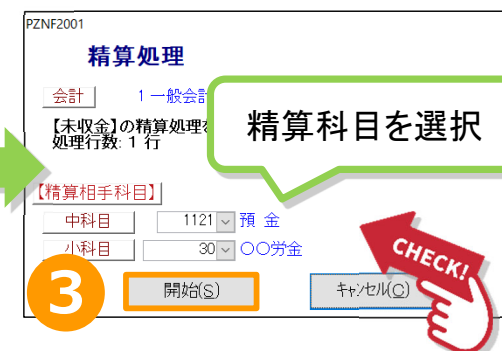 PZNF2001
精算処理
会計 1 一般会計
【未収金】の精算処理を
処理行数: 1 行
精算科目を選択
【精算相手科目】
中科目 1121 預 金
小科目 30 〇〇労金
CHECK!
3 開始(S) キャンセル(C)